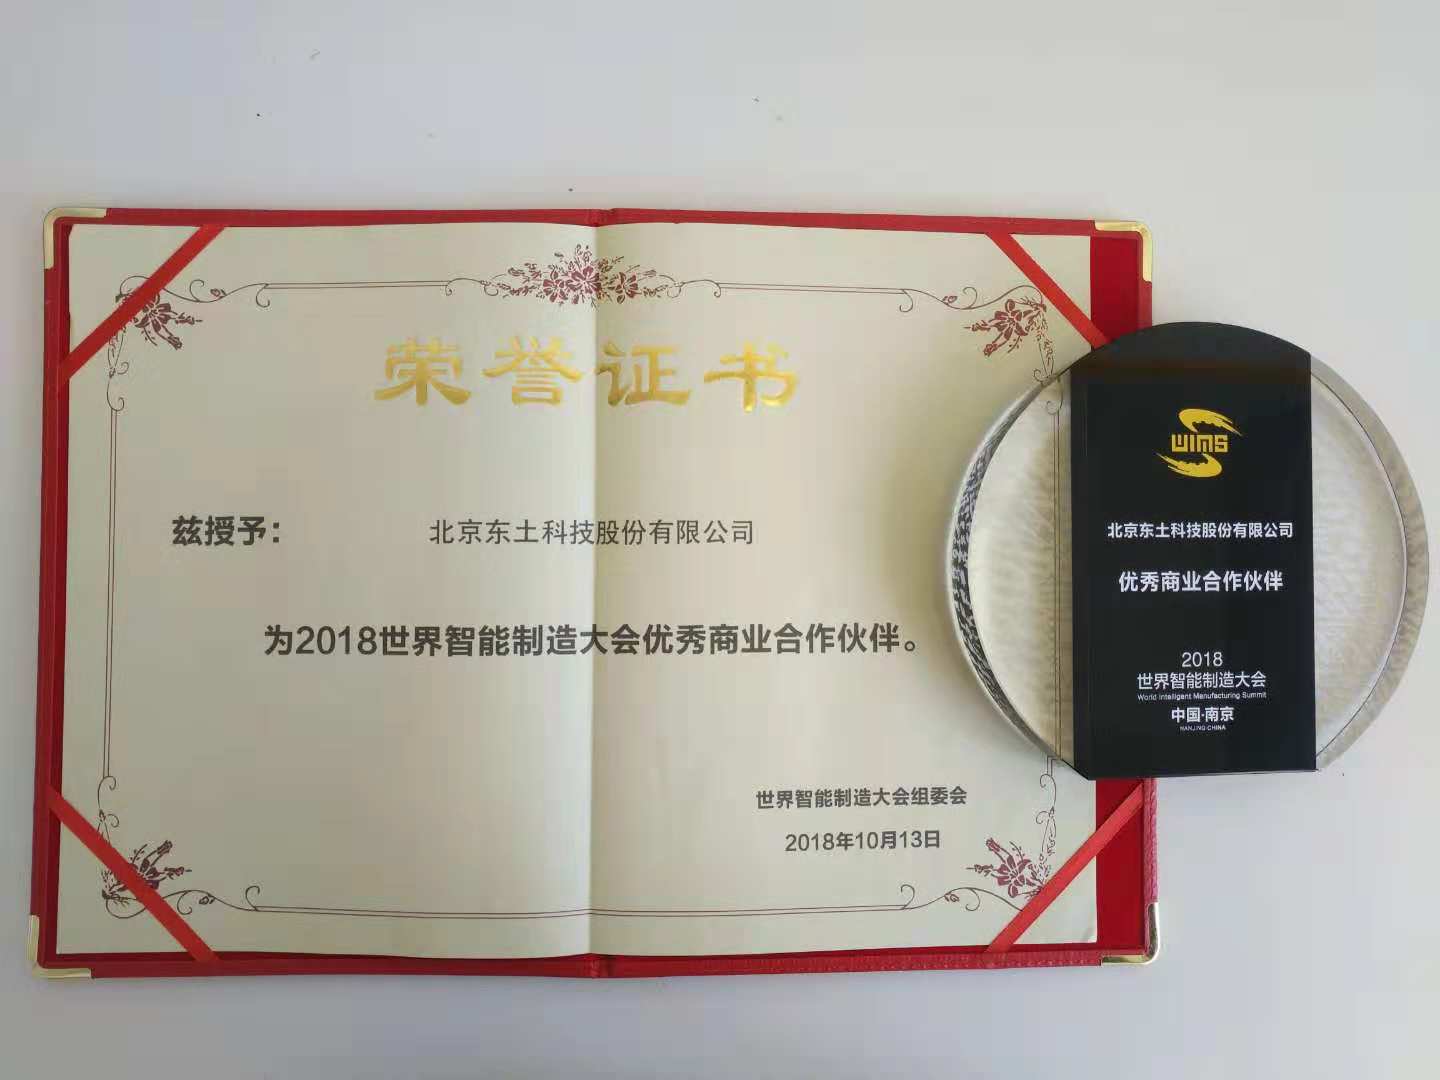 荣誉证书
兹授予： 北京东土科技股份有限公司
为2018世界智能制造大会优秀商业合作伙伴。
世界智能制造大会组委会
2018年10月13日
WIMS
北京东土科技股份有限公司
优秀商业合作伙伴
2018
世界智能制造大会
World Intelligent Manufacturing Summit
中国·南京
NANJING·CHINA